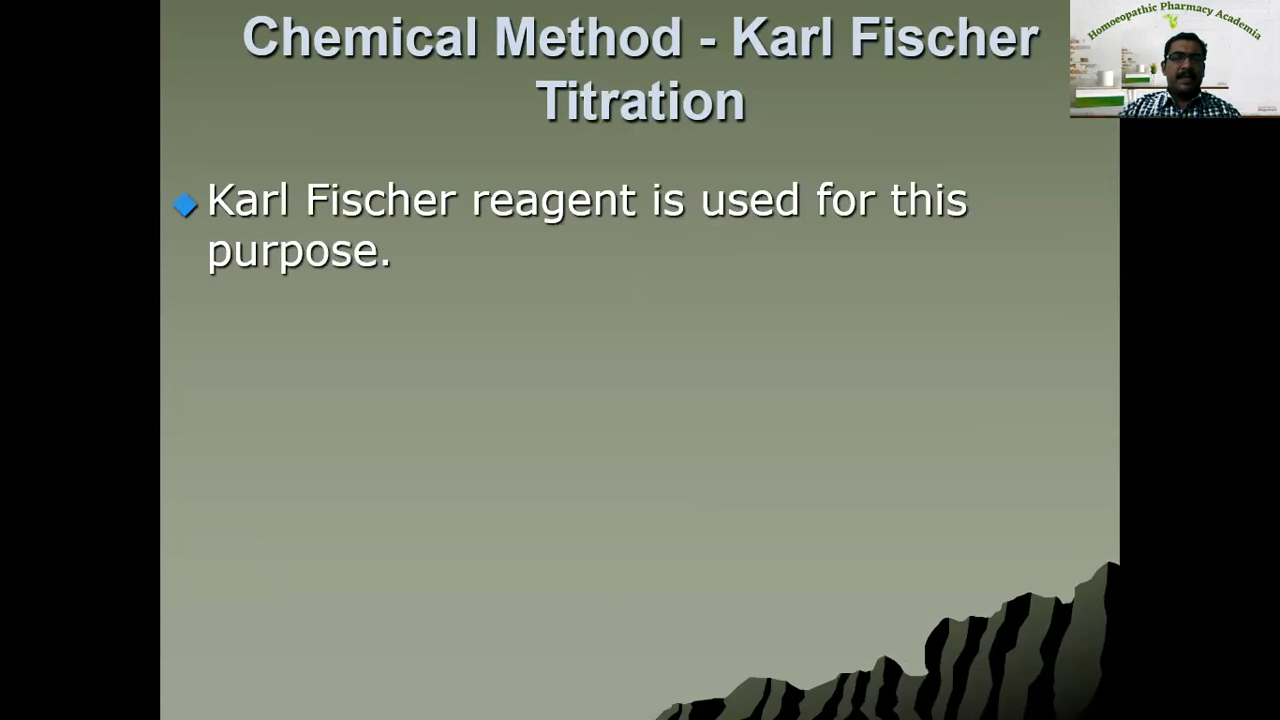 Chemical Method - Karl Fischer
Titration
Homoeopathic Pharmacy Academia
Karl Fischer reagent is used for this
purpose.